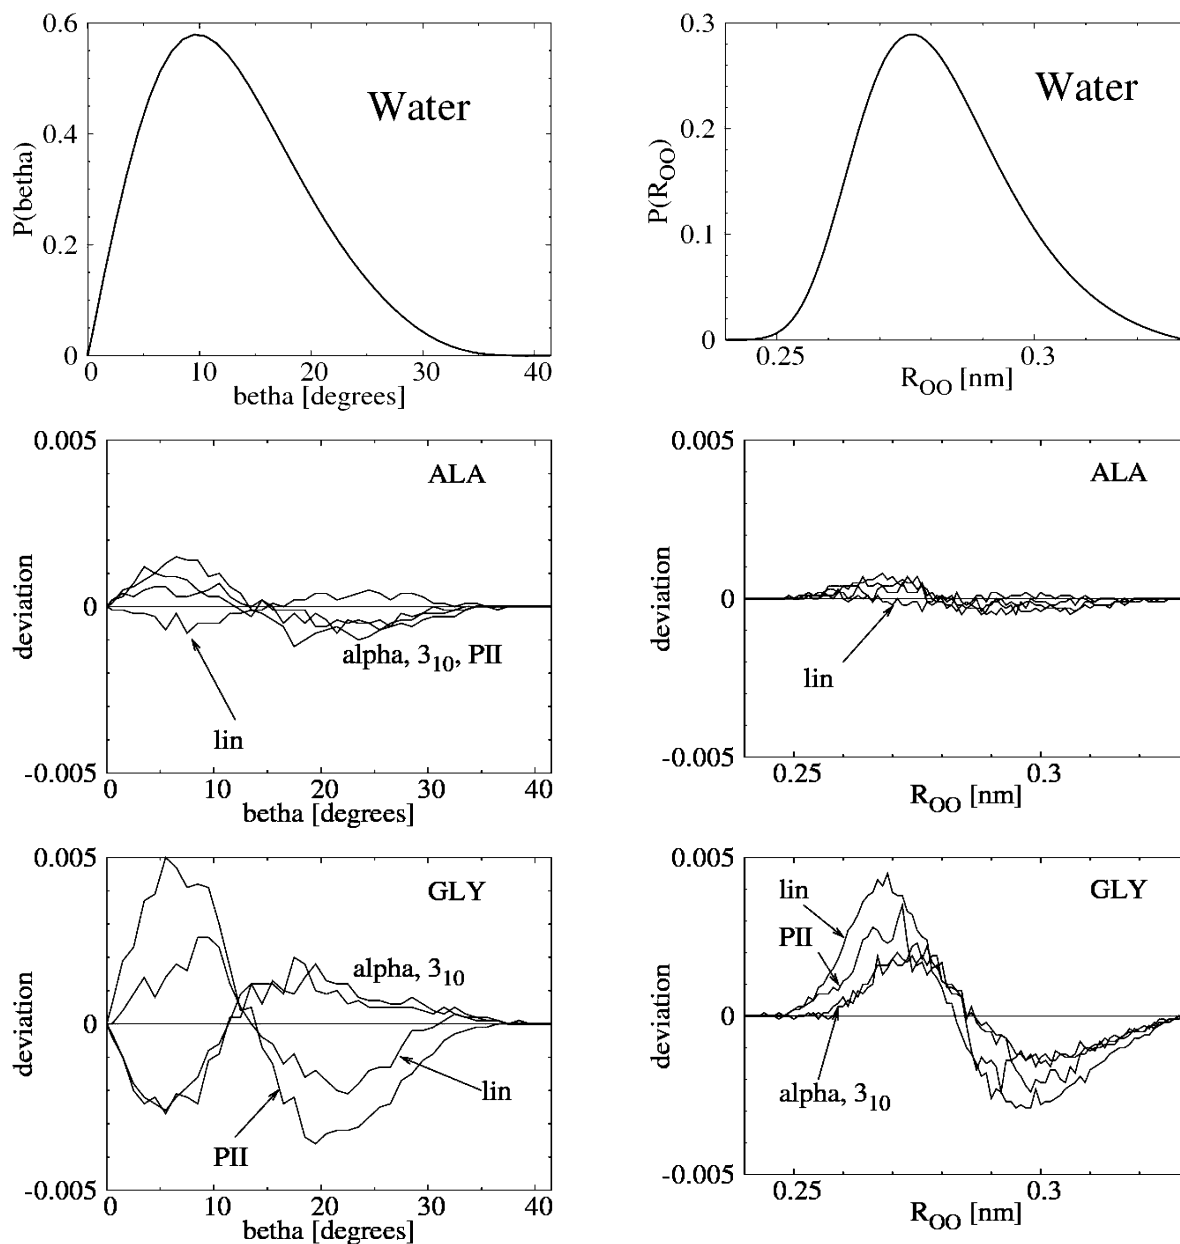 0.6
0.4
0.2
0
P(betha)
Water
0 10 20 30 40
betha [degrees]
0.3
0.2
0.1
0
P(R_OO)
Water
0.25 0.3
R_OO [nm]
0.005
0
-0.005
deviation
ALA
alpha, 3_10, PII
lin
0 10 20 30 40
betha [degrees]
0.005
0
-0.005
deviation
ALA
lin
0.25 0.3
R_OO [nm]
0.005
0
-0.005
deviation
GLY
alpha, 3_10
lin
PII
0 10 20 30 40
betha [degrees]
0.005
0
-0.005
deviation
GLY
lin
PII
alpha, 3_10
0.25 0.3
R_OO [nm]